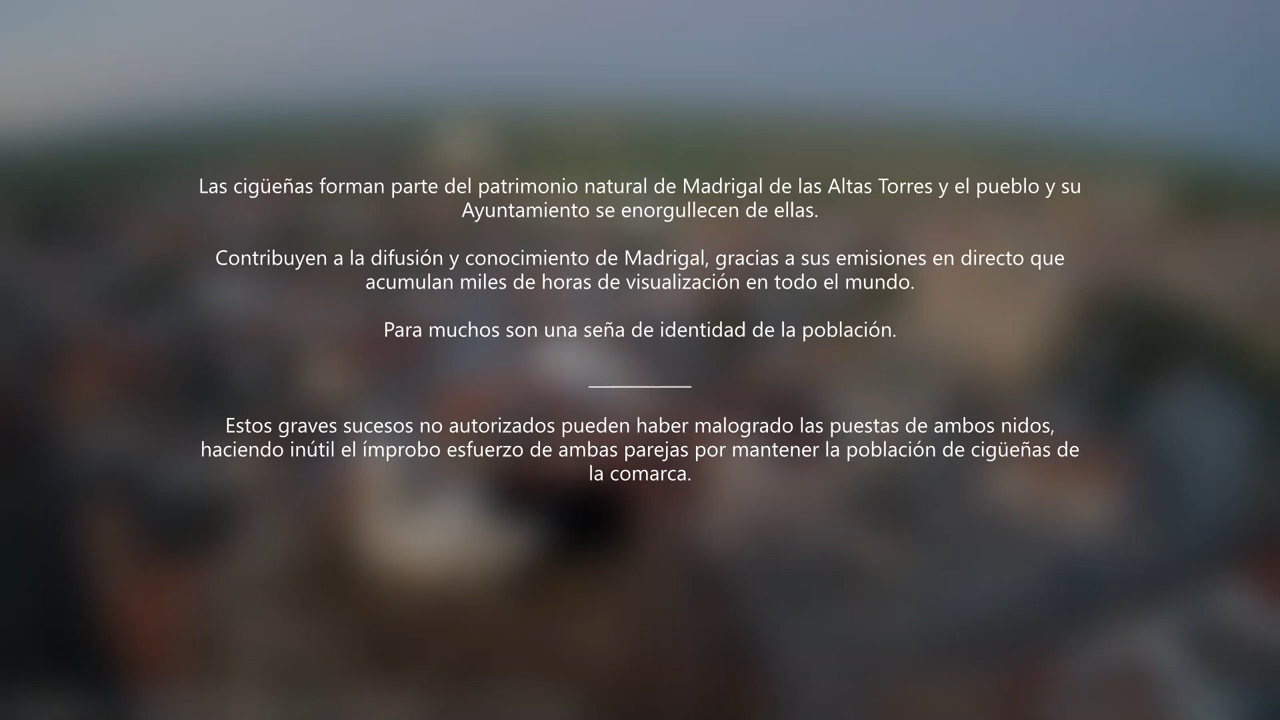 Las cigüeñas forman parte del patrimonio natural de Madrigal de las Altas Torres y el pueblo y su
Ayuntamiento se enorgullecen de ellas.
Contribuyen a la difusión y conocimiento de Madrigal, gracias a sus emisiones en directo que
acumulan miles de horas de visualización en todo el mundo.
Para muchos son una seña de identidad de la población.
Estos graves sucesos no autorizados pueden haber malogrado las puestas de ambos nidos,
haciendo inútil el ímprobo esfuerzo de ambas parejas por mantener la población de cigüeñas de
la comarca.